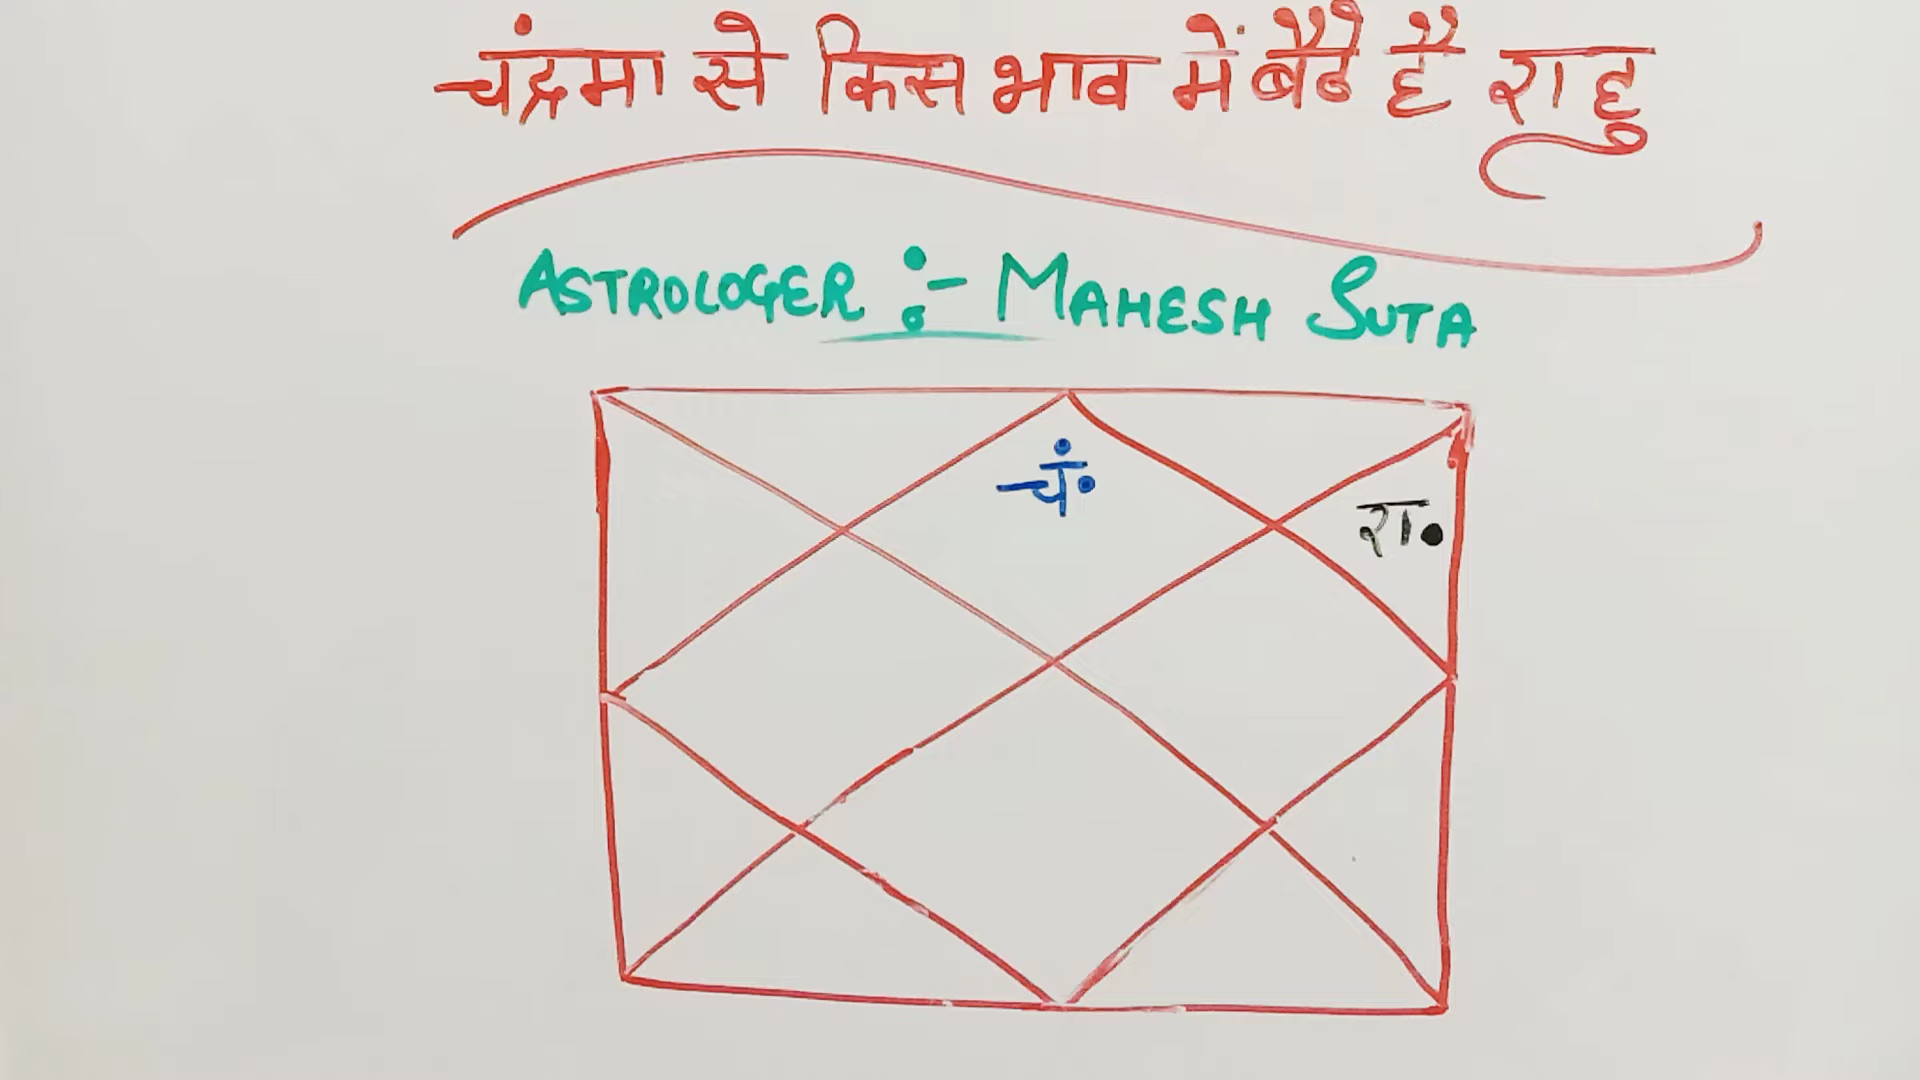 चंद्रमा से किस भाव में बैठे है राहु
ASTROLOGER :- MAHESH SUTA
चं.
रा.